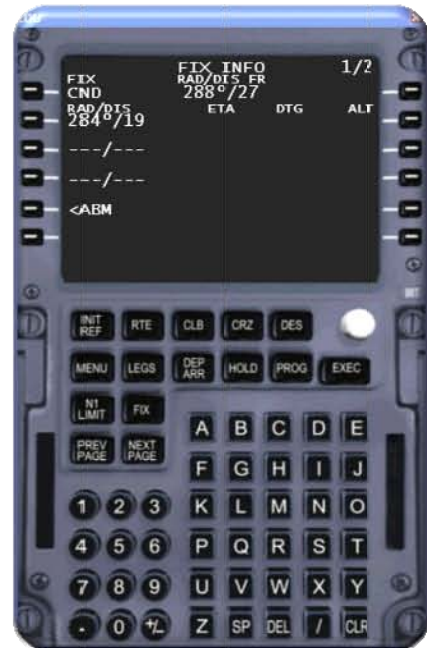 FIX INFO 1/2
FIX RAD/DIS FR
CND 288°/27
RAD/DIS ETA DTG ALT
284°/19
---/---
---/---
<ABM
INIT REF RTE CLB CRZ DES
MENU LEGS DEP ARR HOLD PROG EXEC
N1 LIMIT FIX
PREV PAGE NEXT PAGE
A B C D E
F G H I J
1 2 3 K L M N O
4 5 6 P Q R S T
7 8 9 U V W X Y
. 0 +/- Z SP DEL / CLR